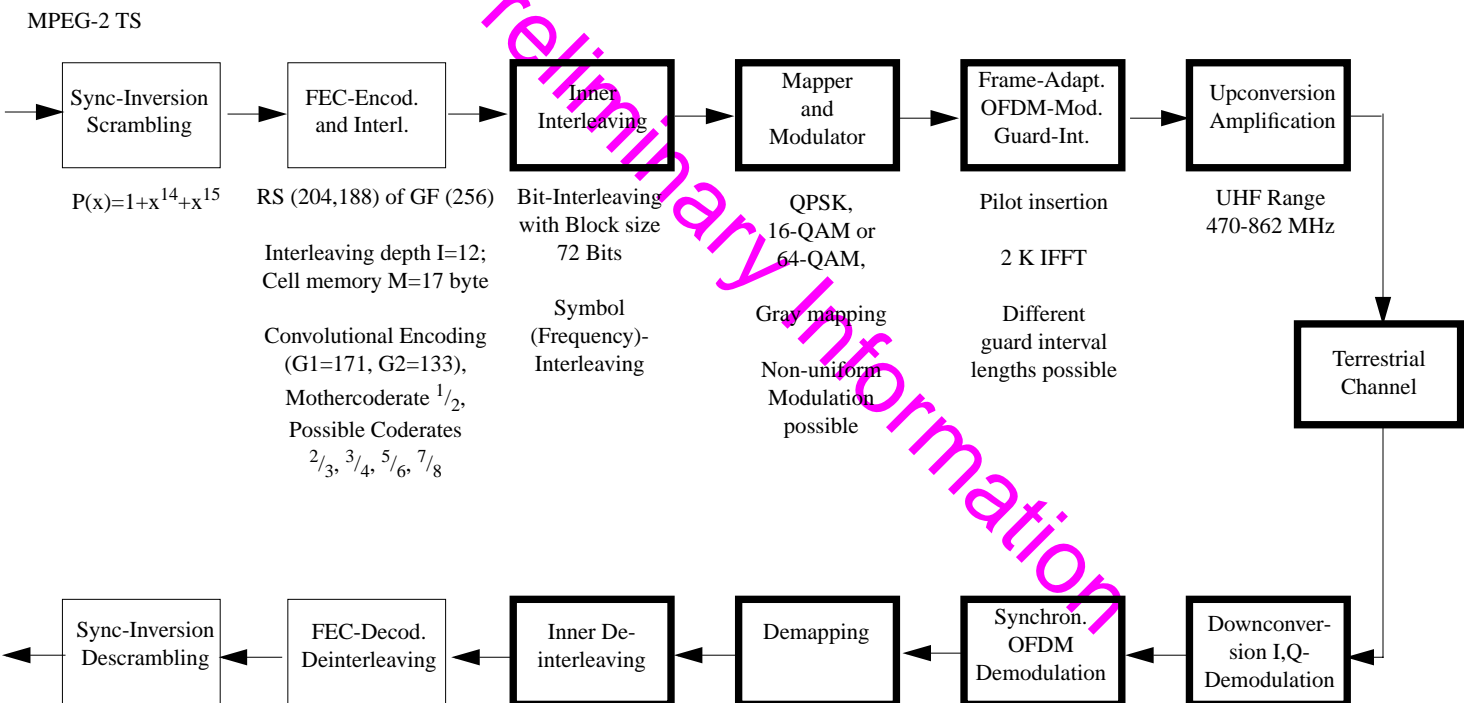 MPEG-2 TS
Sync-Inversion
Scrambling
FEC-Encod.
and Interl.
Inner
Interleaving
Mapper
and
Modulator
Frame-Adapt.
OFDM-Mod.
Guard-Int.
Upconversion
Amplification
P(x)=1+x^14+x^15
RS (204,188) of GF (256)
Interleaving depth I=12;
Cell memory M=17 byte
Convolutional Encoding
(G1=171, G2=133),
Mothercoderate 1/2,
Possible Coderates
2/3, 3/4, 5/6, 7/8
Bit-Interleaving
with Block size
72 Bits
Symbol
(Frequency)-
Interleaving
QPSK,
16-QAM or
64-QAM,
Gray mapping
Non-uniform
Modulation
possible
Pilot insertion
2 K IFFT
Different
guard interval
lengths possible
UHF Range
470-862 MHz
Terrestrial
Channel
Sync-Inversion
Descrambling
FEC-Decod.
Deinterleaving
Inner De-
interleaving
Demapping
Synchron.
OFDM
Demodulation
Downconver-
sion I,Q-
Demodulation
reliminary Information